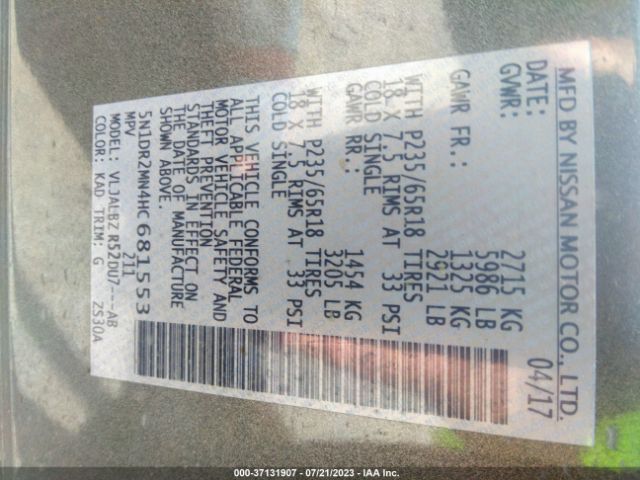 MFD BY NISSAN MOTOR CO., LTD.
DATE: 04/17
GVWR: 2715 KG
5986 LB
GAWR FR.: 1325 KG
2921 LB
WITH P235/65R18 TIRES
18 X 7.5 RIMS AT 33 PSI
COLD SINGLE
GAWR RR.: 1454 KG
3205 LB
WITH P235/65R18 TIRES
18 X 7.5 RIMS AT 33 PSI
COLD SINGLE
THIS VEHICLE CONFORMS TO
ALL APPLICABLE FEDERAL
MOTOR VEHICLE SAFETY AND
THEFT PREVENTION
STANDARDS IN EFFECT ON
THE DATE OF MANUFACTURE
SHOWN ABOVE.
5N1DR2MN4HC681553
MPV 211
MODEL: VLJALBZ R52DU7---AB
COLOR: KAD TRIM: G ZS30A
000-37131907 - 07/21/2023 - IAA Inc.